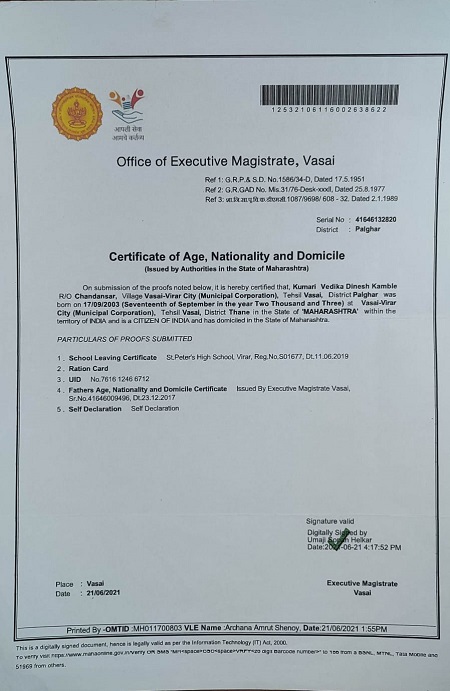 आपली सेवा
आमचे कर्तव्य
12532106116002638622
Office of Executive Magistrate, Vasai
Ref 1: G.R.P.& S.D. No.1586/34-D, Dated 17.5.1951
Ref 2: G.R.GAD No. Mis.31/76-Desk-xxxII, Dated 25.8.1977
Ref 3: 1087/9698/ 608 - 32. Dated 2.1.1989
Serial No : 41646132820
District : Palghar
Certificate of Age, Nationality and Domicile
(Issued by Authorities in the State of Maharashtra)
On submission of the proofs noted below, it is hereby certified that, Kumari Vedika Dinesh Kamble
R/O Chandansar, Village Vasai-Virar City (Municipal Corporation), Tehsil Vasai, District Palghar was
born on 17/09/2003 (Seventeenth of September in the year Two Thousand and Three) at Vasai-Virar
City (Municipal Corporation), Tehsil Vasai, District Thane in the State of 'MAHARASHTRA' within the
territory of INDIA and is a CITIZEN OF INDIA and has domiciled in the State of Maharashtra.
PARTICULARS OF PROOFS SUBMITTED
1 . School Leaving Certificate St.Peter's High School, Virar, Reg.No.S01677, Dt.11.06.2019
2 . Ration Card
3 . UID No.7616 1246 6712
4 . Fathers Age, Nationality and Domicile Certificate Issued By Executive Magistrate Vasai,
Sr.No.41646009496, Dt.23.12.2017
5 . Self Declaration Self Declaration
Signature valid
Digitally Signed by
Umaji Helkar
Date: 06-21 4:17:52 PM
Place : Vasai
Date : 21/06/2021
Executive Magistrate
Vasai
Printed By -OMTID :MH011700803 VLE Name :Archana Amrut Shenoy, Date:21/06/2021 1:55PM
This is a digitally signed document, hence is legally valid as per the Information Technology (IT) Act, 2000.
To verify visit https://www.mahaonline.gov.in/Verify OR SMS "MH<space>CBC<space>VRFY<20 digit Barcode number>" to 166 from a BSNL, MTNL, Tata Mobile and
51969 from others.